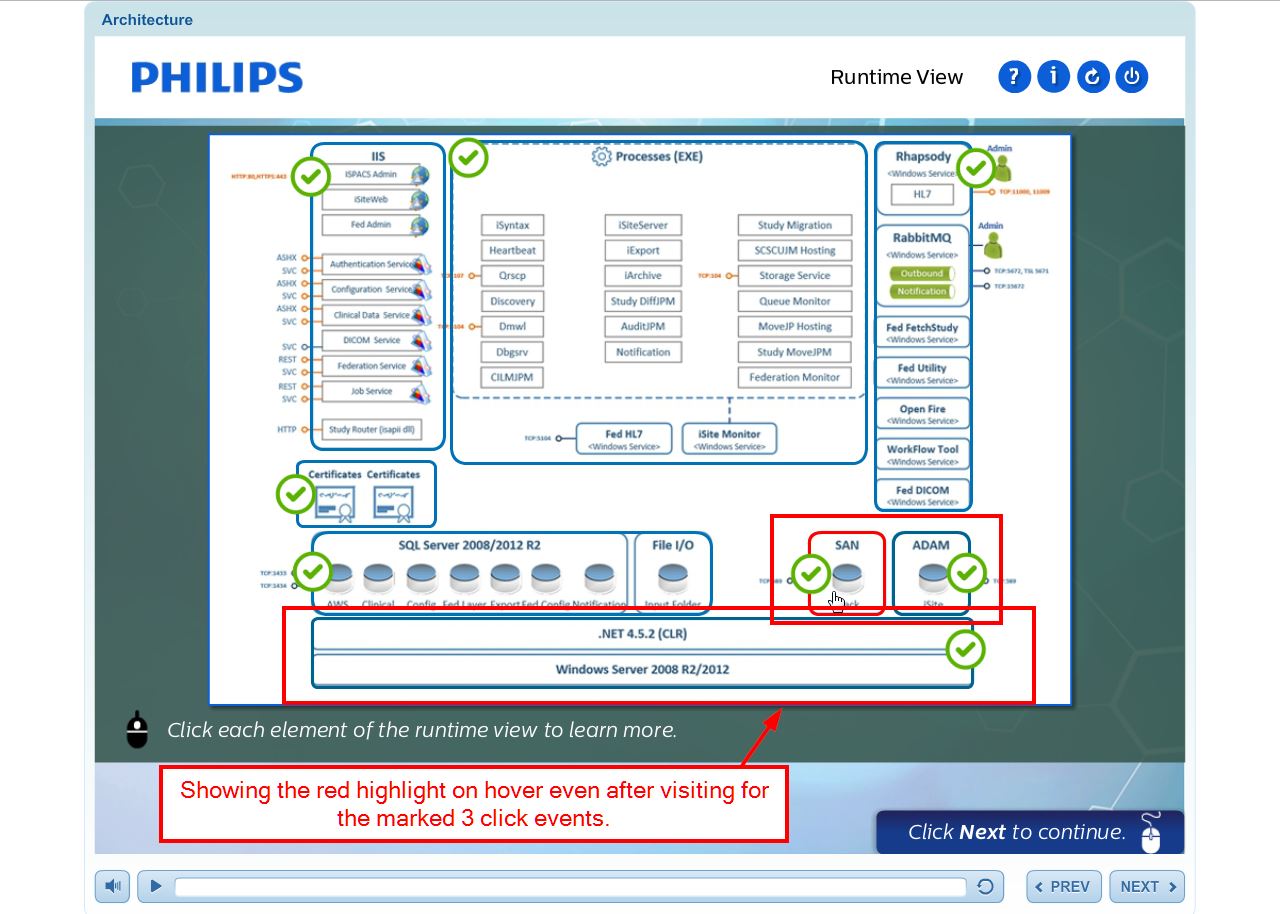 Architecture
PHILIPS
Runtime View
?
i
IIS
HTTP:80,HTTPS:443
ISPACS Admin
iSiteWeb
Fed Admin
ASHX
SVC
Authentication Service
ASHX
SVC
Configuration Service
ASHX
SVC
Clinical Data Service
SVC
DICOM Service
REST
SVC
Federation Service
REST
SVC
Job Service
HTTP
Study Router (isapii dll)
Processes (EXE)
iSyntax
Heartbeat
Qrscp
Discovery
TCP:104
Dmwl
Dbgsrv
CILMJPM
iSiteServer
iExport
iArchive
Study DiffJPM
AuditJPM
Notification
Study Migration
SCSCUJM Hosting
TCP:104
Storage Service
Queue Monitor
MoveJP Hosting
Study MoveJPM
Federation Monitor
TCP:5104
Fed HL7
<Windows Service>
iSite Monitor
<Windows Service>
Rhapsody
<Windows Service>
HL7
Admin
TCP:11000, 11009
RabbitMQ
<Windows Service>
Outbound
Notification
Admin
TCP:5672, TSL 5671
TCP:15672
Fed FetchStudy
<Windows Service>
Fed Utility
<Windows Service>
Open Fire
<Windows Service>
WorkFlow Tool
<Windows Service>
Fed DICOM
<Windows Service>
Certificates Certificates
SQL Server 2008/2012 R2
TCP:1433
TCP:1434
AWS Clinical Config Fed Layer Export Fed Config Notification
File I/O
Input Folder
SAN
ADAM
iSite
.NET 4.5.2 (CLR)
Windows Server 2008 R2/2012
Click each element of the runtime view to learn more.
Showing the red highlight on hover even after visiting for
the marked 3 click events.
Click Next to continue.
PREV
NEXT